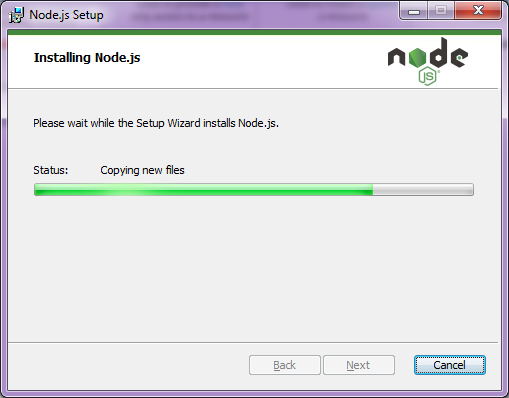 Node.js Setup
Installing Node.js
node
JS
Please wait while the Setup Wizard installs Node.js.
Status: Copying new files
Back Next Cancel